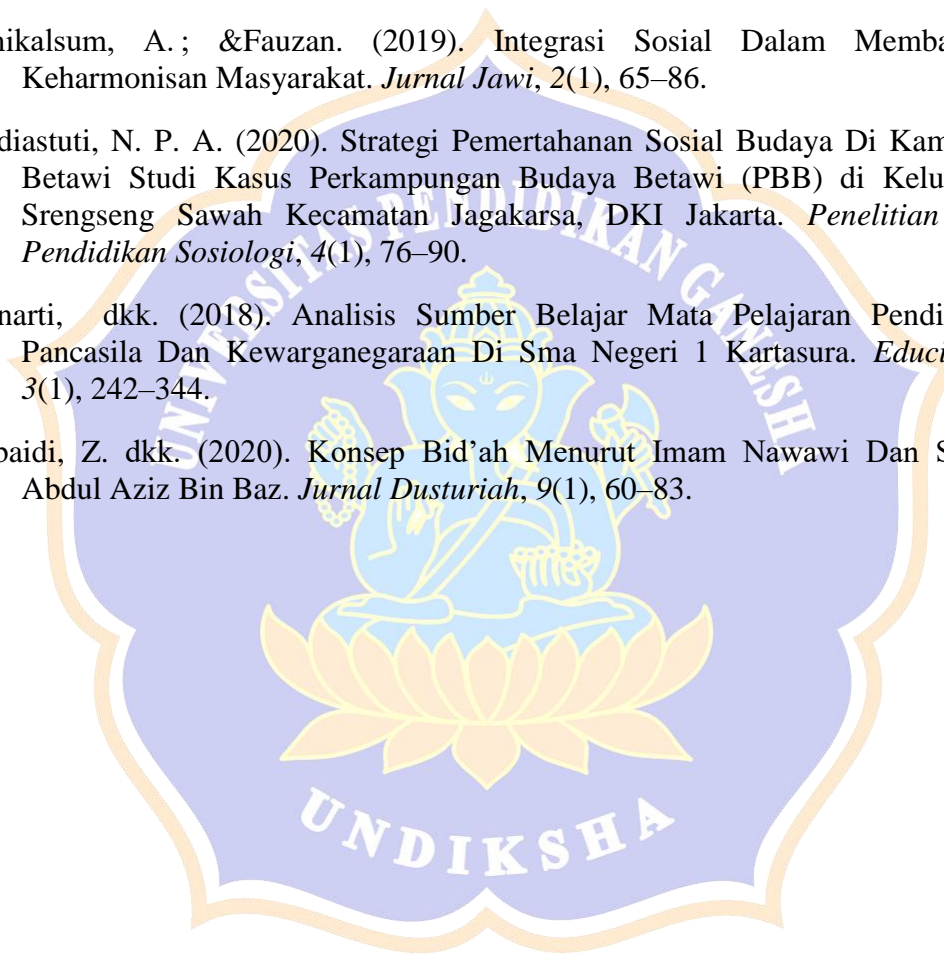 nikalsum, A. ; &Fauzan. (2019). Integrasi Sosial Dalam Memba
Keharmonisan Masyarakat. Jurnal Jawi, 2(1), 65–86.
diastuti, N. P. A. (2020). Strategi Pemertahanan Sosial Budaya Di Kam
Betawi Studi Kasus Perkampungan Budaya Betawi (PBB) di Kelu
Srengseng Sawah Kecamatan Jagakarsa, DKI Jakarta. Penelitian
Pendidikan Sosiologi, 4(1), 76–90.
narti, dkk. (2018). Analisis Sumber Belajar Mata Pelajaran Pendi
Pancasila Dan Kewarganegaraan Di Sma Negeri 1 Kartasura. Educi
3(1), 242–344.
baidi, Z. dkk. (2020). Konsep Bid’ah Menurut Imam Nawawi Dan S
Abdul Aziz Bin Baz. Jurnal Dusturiah, 9(1), 60–83.
UNIVERSITAS PENDIDIKAN GANESHA
UNDIKSHA